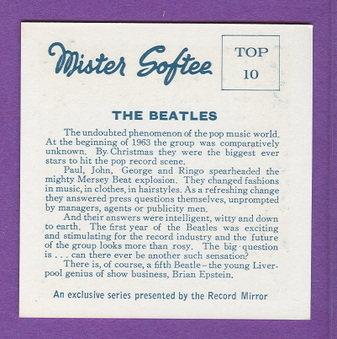 Mister Softee
TOP
10
THE BEATLES
The undoubted phenomenon of the pop music world.
At the beginning of 1963 the group was comparatively
unknown. By Christmas they were the biggest ever
stars to hit the pop record scene.
Paul, John, George and Ringo spearheaded the
mighty Mersey Beat explosion. They changed fashions
in music, in clothes, in hairstyles. As a refreshing change
they answered press questions themselves, unprompted
by managers, agents or publicity men.
And their answers were intelligent, witty and down
to earth. The first year of the Beatles was exciting
and stimulating for the record industry and the future
of the group looks more than rosy. The big question
is . . . can there ever be another such sensation?
There is, of course, a fifth Beatle—the young Liver-
pool genius of show business, Brian Epstein.
An exclusive series presented by the Record Mirror